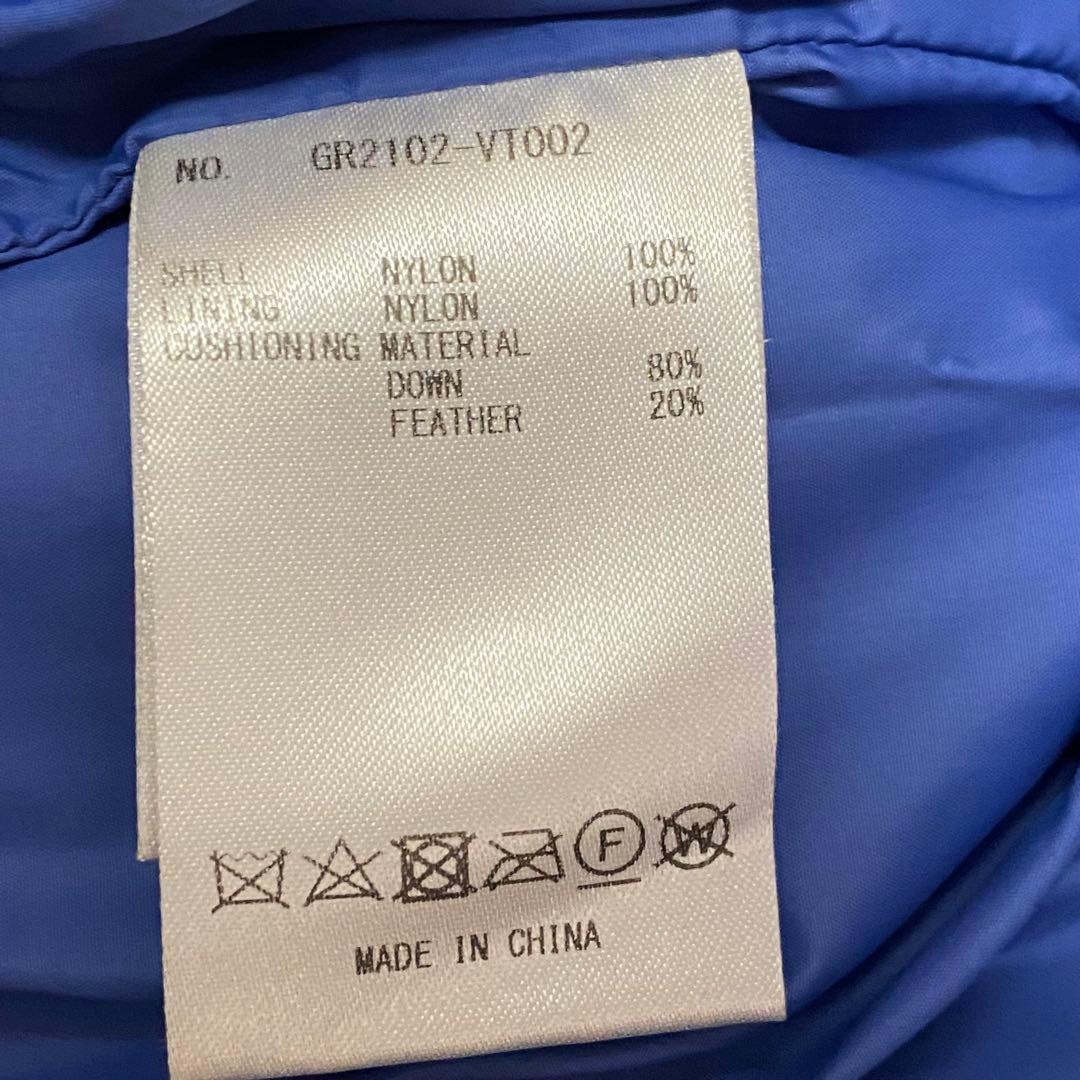 NO. GR2102-VT002
SHELL NYLON 100%
LINING NYLON 100%
CUSHIONING MATERIAL
DOWN 80%
FEATHER 20%
F W
MADE IN CHINA